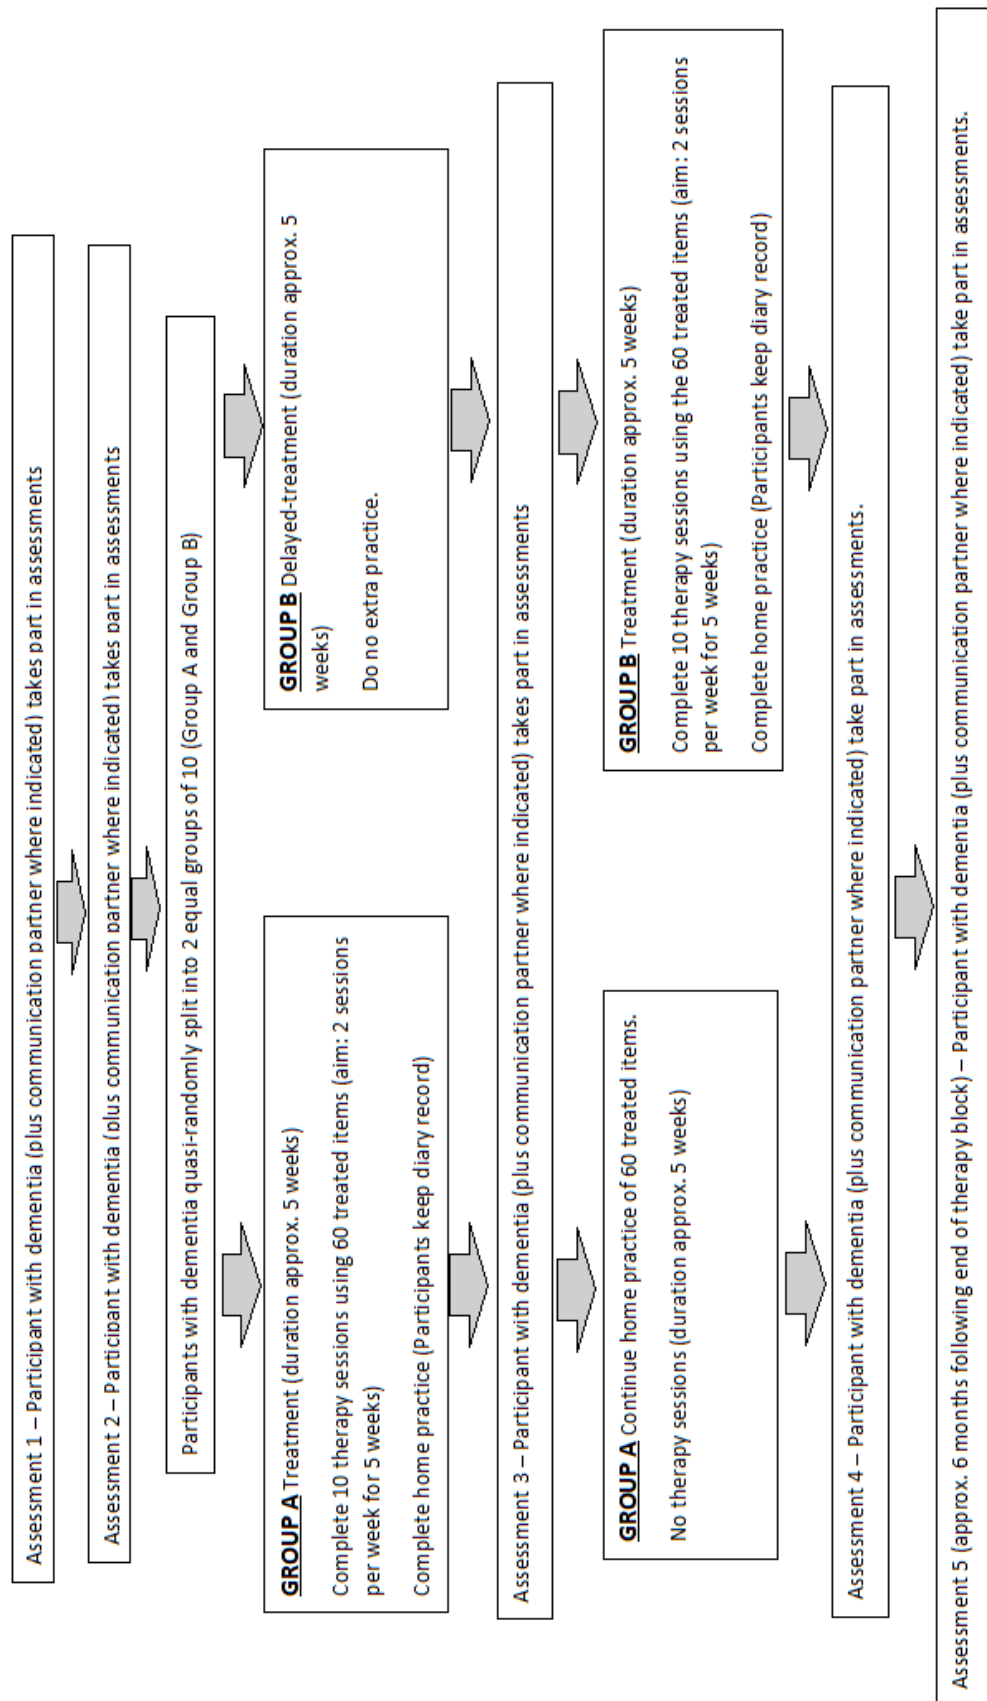 Assessment 1 – Participant with dementia (plus communication partner where indicated) takes part in assessments
Assessment 2 – Participant with dementia (plus communication partner where indicated) takes part in assessments
Participants with dementia quasi-randomly split into 2 equal groups of 10 (Group A and Group B)
GROUP A Treatment (duration approx. 5 weeks)
Complete 10 therapy sessions using 60 treated items (aim: 2 sessions
per week for 5 weeks)
Complete home practice (Participants keep diary record)
GROUP B Delayed-treatment (duration approx. 5
weeks)
Do no extra practice.
Assessment 3 – Participant with dementia (plus communication partner where indicated) takes part in assessments
GROUP A Continue home practice of 60 treated items.
No therapy sessions (duration approx. 5 weeks)
GROUP B Treatment (duration approx. 5 weeks)
Complete 10 therapy sessions using the 60 treated items (aim: 2 sessions
per week for 5 weeks)
Complete home practice (Participants keep diary record)
Assessment 4 – Participant with dementia (plus communication partner where indicated) take part in assessments.
Assessment 5 (approx. 6 months following end of therapy block) – Participant with dementia (plus communication partner where indicated) take part in assessments.